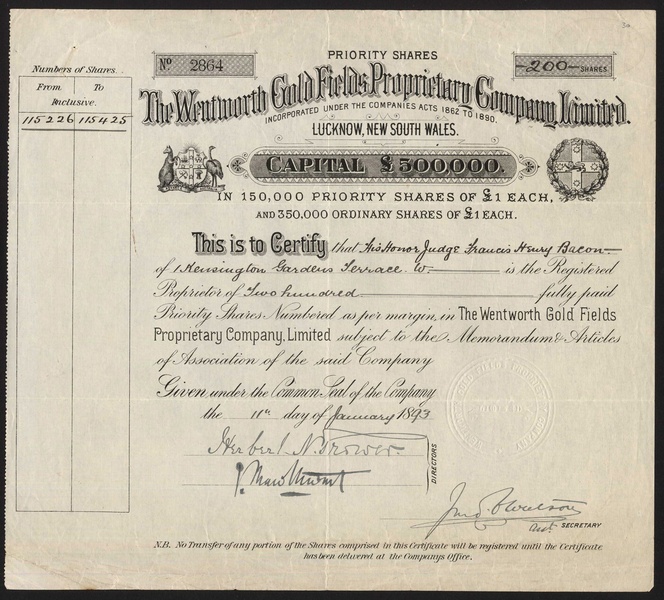 PRIORITY SHARES
Nº 2864
-200- SHARES
The Wentworth Gold Fields Proprietary Company, Limited.
INCORPORATED UNDER THE COMPANIES ACTS 1862 TO 1890.
LUCKNOW, NEW SOUTH WALES.
CAPITAL £500,000.
IN 150,000 PRIORITY SHARES OF £1 EACH,
AND 350,000 ORDINARY SHARES OF £1 EACH.
Numbers of Shares.
From To
Inclusive.
115226 115425
This is to Certify that His Honor Judge Francis Henry Bacon
of 1 Kensington Gardens Terrace W. is the Registered
Proprietor of Two hundred fully paid
Priority Shares Numbered as per margin, in The Wentworth Gold Fields
Proprietary Company, Limited subject to the Memorandum & Articles
of Association of the said Company
Given under the Common Seal of the Company
the 11th day of January 1893
Herbert N. Trower.
DIRECTORS
SECRETARY
N.B. No Transfer of any portion of the Shares comprised in this Certificate will be registered until the Certificate
has been delivered at the Companys Office.